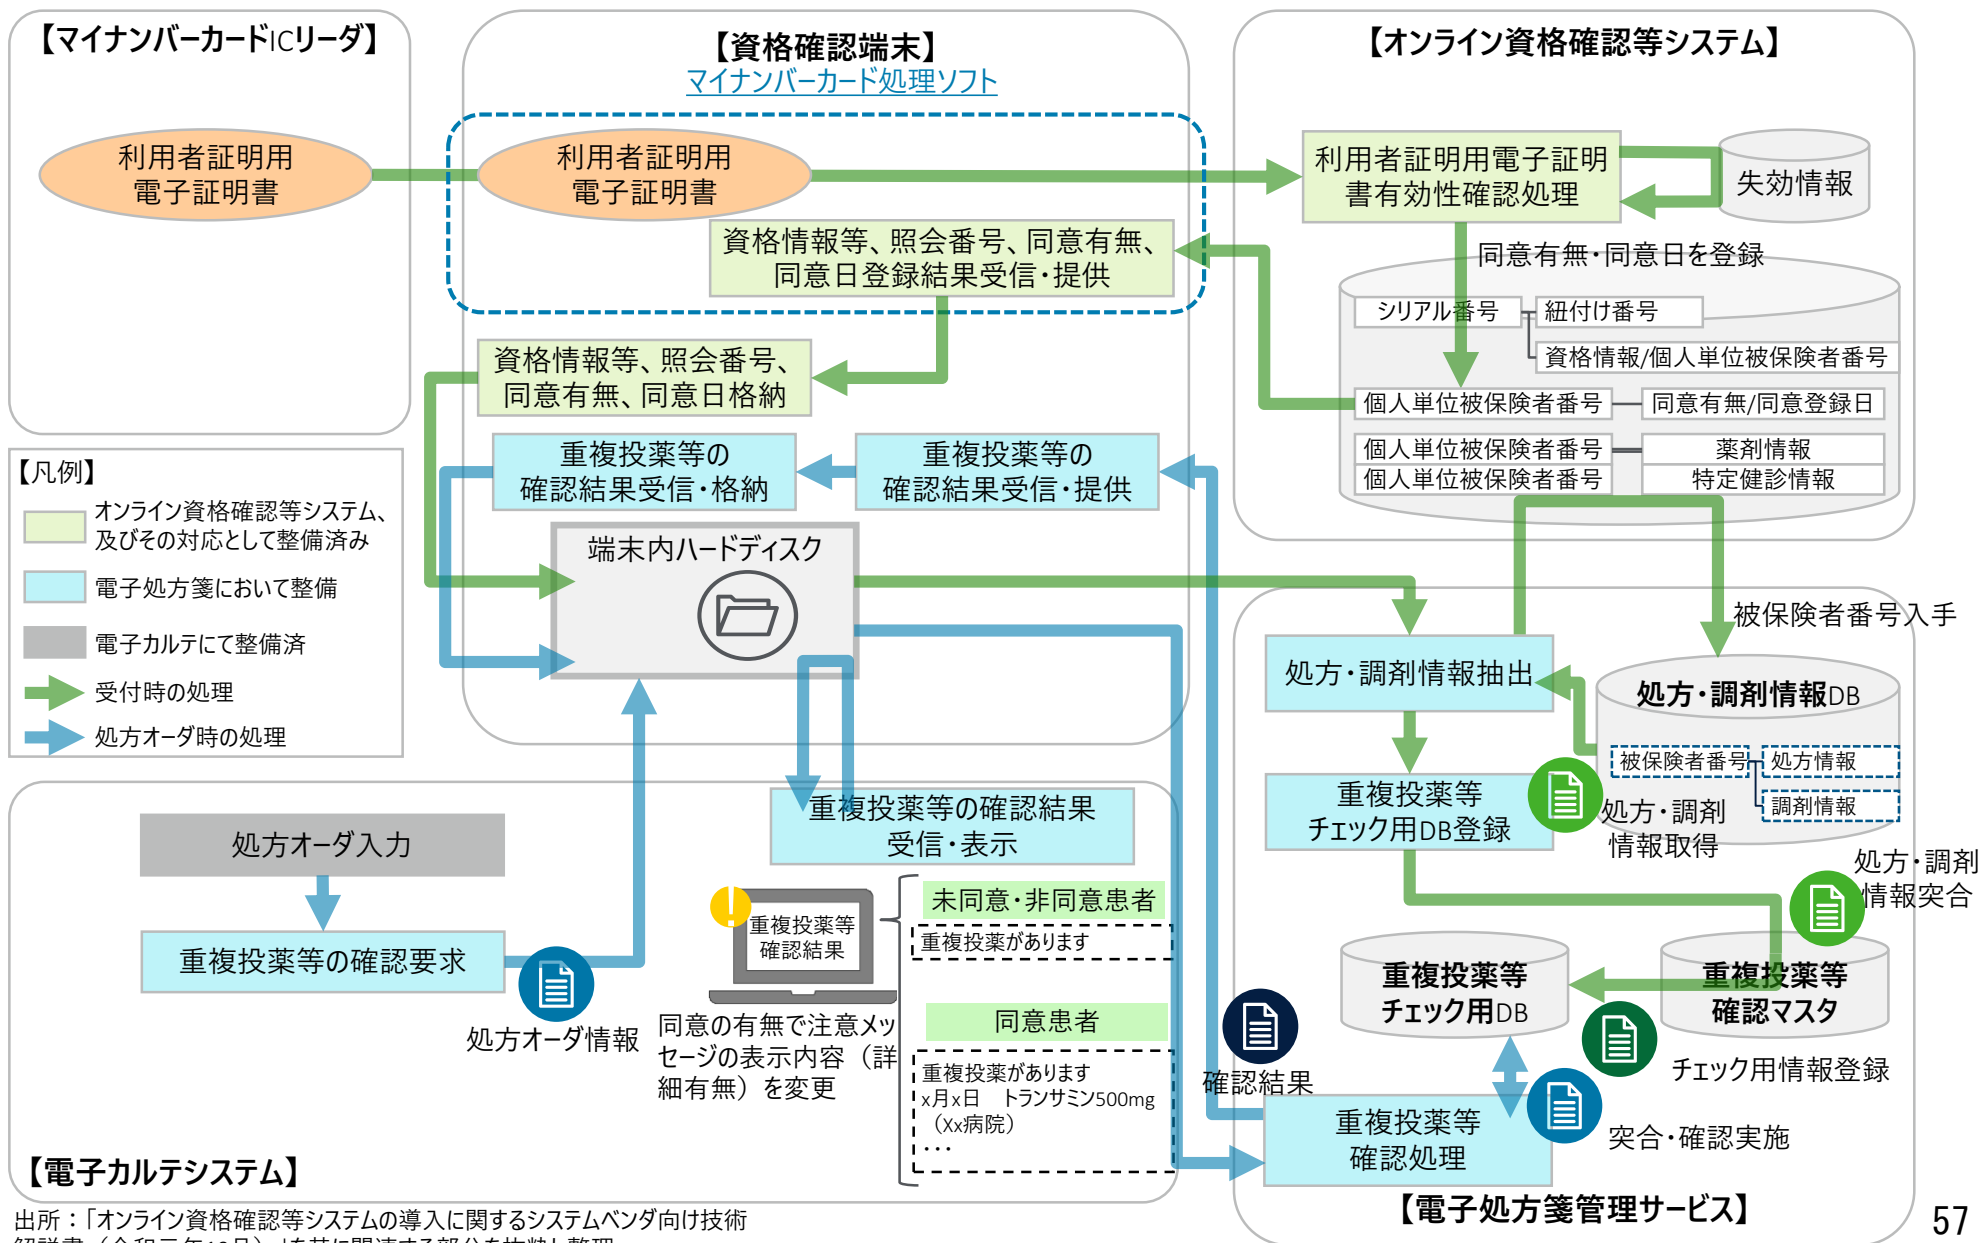 【マイナンバーカードICリーダ】
利用者証明用
電子証明書
【資格確認端末】
マイナンバーカード処理ソフト
利用者証明用
電子証明書
資格情報等、照会番号、同意有無、
同意日登録結果受信・提供
資格情報等、照会番号、
同意有無、同意日格納
重複投薬等の
確認結果受信・格納
重複投薬等の
確認結果受信・提供
端末内ハードディスク
【オンライン資格確認等システム】
利用者証明用電子証明
書有効性確認処理
失効情報
同意有無・同意日を登録
シリアル番号
紐付け番号
資格情報/個人単位被保険者番号
個人単位被保険者番号
同意有無/同意登録日
個人単位被保険者番号
薬剤情報
個人単位被保険者番号
特定健診情報
【凡例】
オンライン資格確認等システム、
及びその対応として整備済み
電子処方箋において整備
電子カルテにて整備済
受付時の処理
処方オーダ時の処理
被保険者番号入手
処方・調剤情報抽出
処方・調剤情報DB
被保険者番号
処方情報
調剤情報
重複投薬等
チェック用DB登録
処方・調剤
情報取得
処方・調剤
情報突合
重複投薬等
チェック用DB
重複投薬等
確認マスタ
チェック用情報登録
確認結果
重複投薬等
確認処理
突合・確認実施
【電子処方箋管理サービス】
処方オーダ入力
重複投薬等の確認要求
処方オーダ情報
重複投薬等の確認結果
受信・表示
重複投薬等
確認結果
同意の有無で注意メッ
セージの表示内容（詳
細有無）を変更
未同意・非同意患者
重複投薬があります
同意患者
重複投薬があります
x月x日　トランサミン500mg
（Xx病院）
・・・
【電子カルテシステム】
出所：「オンライン資格確認等システムの導入に関するシステムベンダ向け技術
57